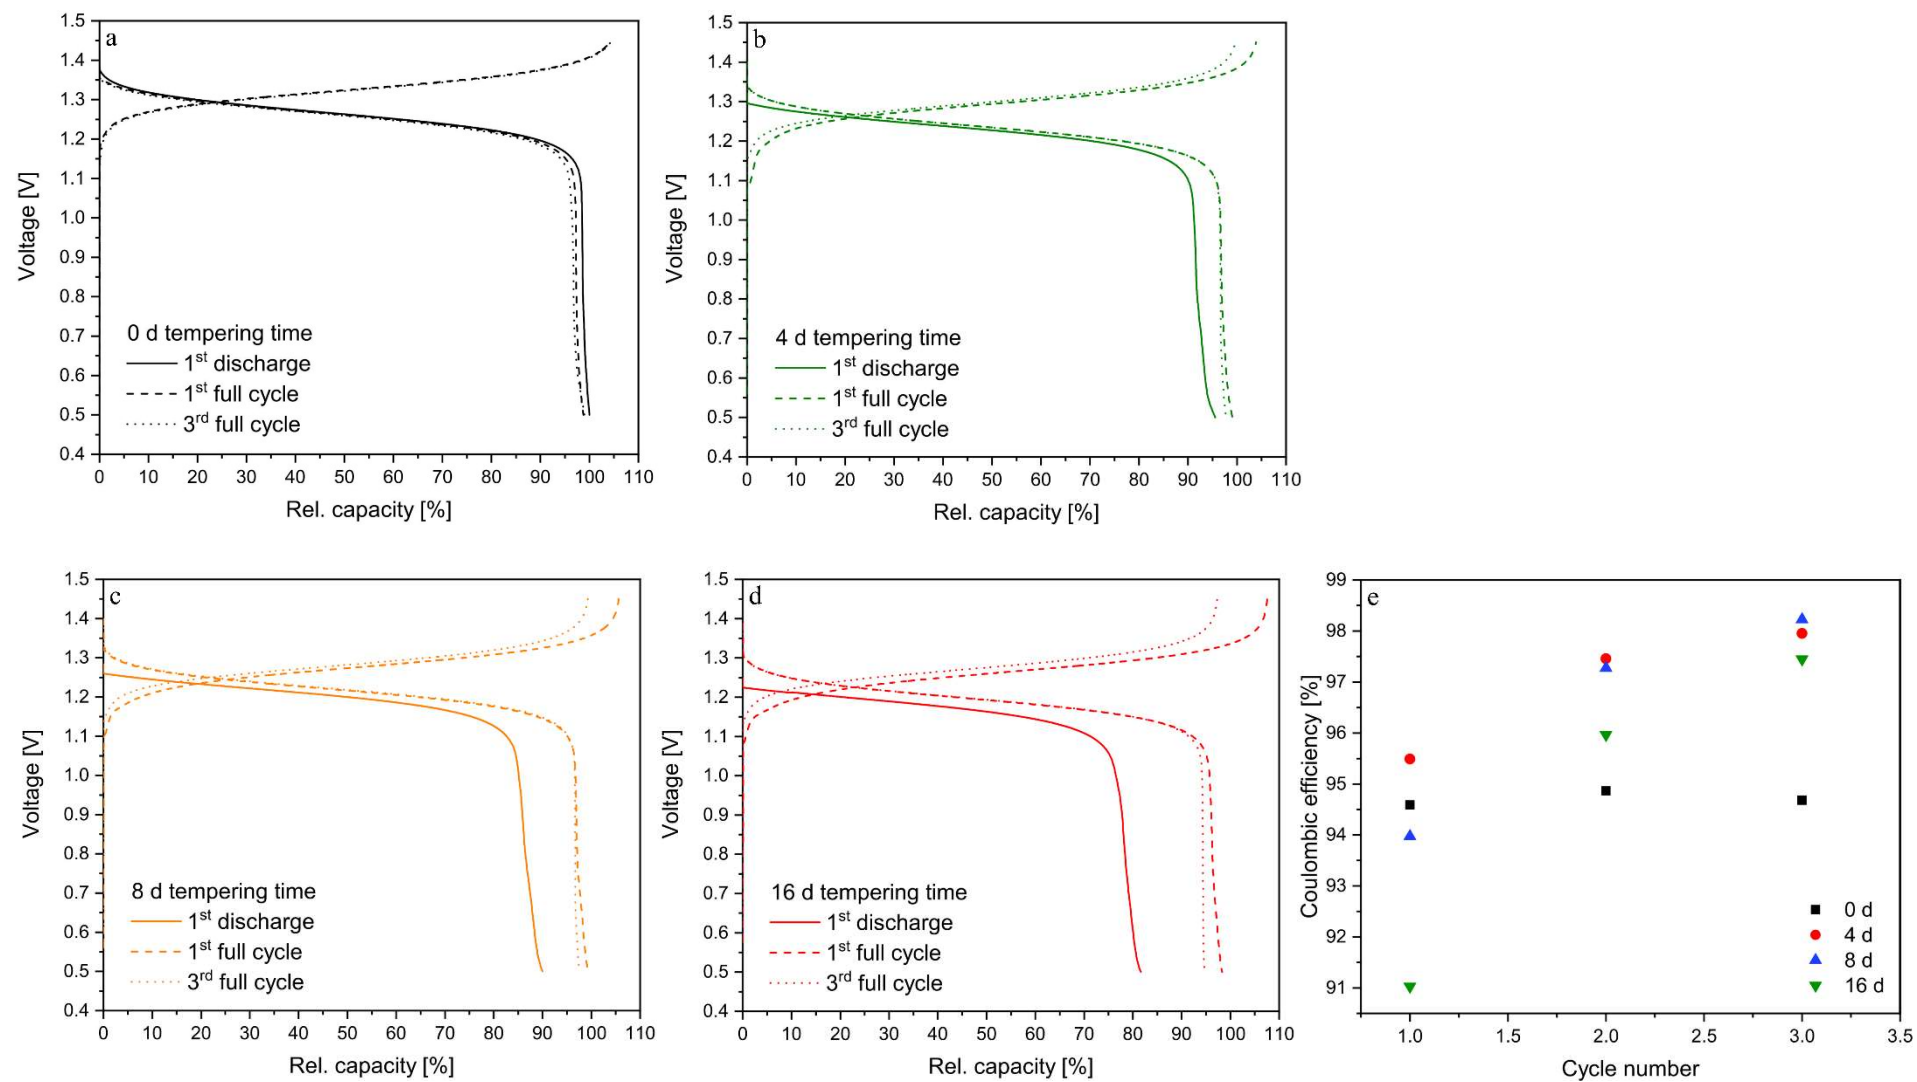 a
1.5
1.4
1.3
1.2
1.1
1.0
0.9
0.8
0.7
0.6
0.5
0.4
Voltage [V]
0 d tempering time
1st discharge
1st full cycle
3rd full cycle
0 10 20 30 40 50 60 70 80 90 100 110
Rel. capacity [%]
b
1.5
1.4
1.3
1.2
1.1
1.0
0.9
0.8
0.7
0.6
0.5
0.4
Voltage [V]
4 d tempering time
1st discharge
1st full cycle
3rd full cycle
0 10 20 30 40 50 60 70 80 90 100 110
Rel. capacity [%]
c
1.5
1.4
1.3
1.2
1.1
1.0
0.9
0.8
0.7
0.6
0.5
0.4
Voltage [V]
8 d tempering time
1st discharge
1st full cycle
3rd full cycle
0 10 20 30 40 50 60 70 80 90 100 110
Rel. capacity [%]
d
1.5
1.4
1.3
1.2
1.1
1.0
0.9
0.8
0.7
0.6
0.5
0.4
Voltage [V]
16 d tempering time
1st discharge
1st full cycle
3rd full cycle
0 10 20 30 40 50 60 70 80 90 100 110
Rel. capacity [%]
e
99
98
97
96
95
94
93
92
91
Coulombic efficiency [%]
0 d
4 d
8 d
16 d
1.0 1.5 2.0 2.5 3.0 3.5
Cycle number